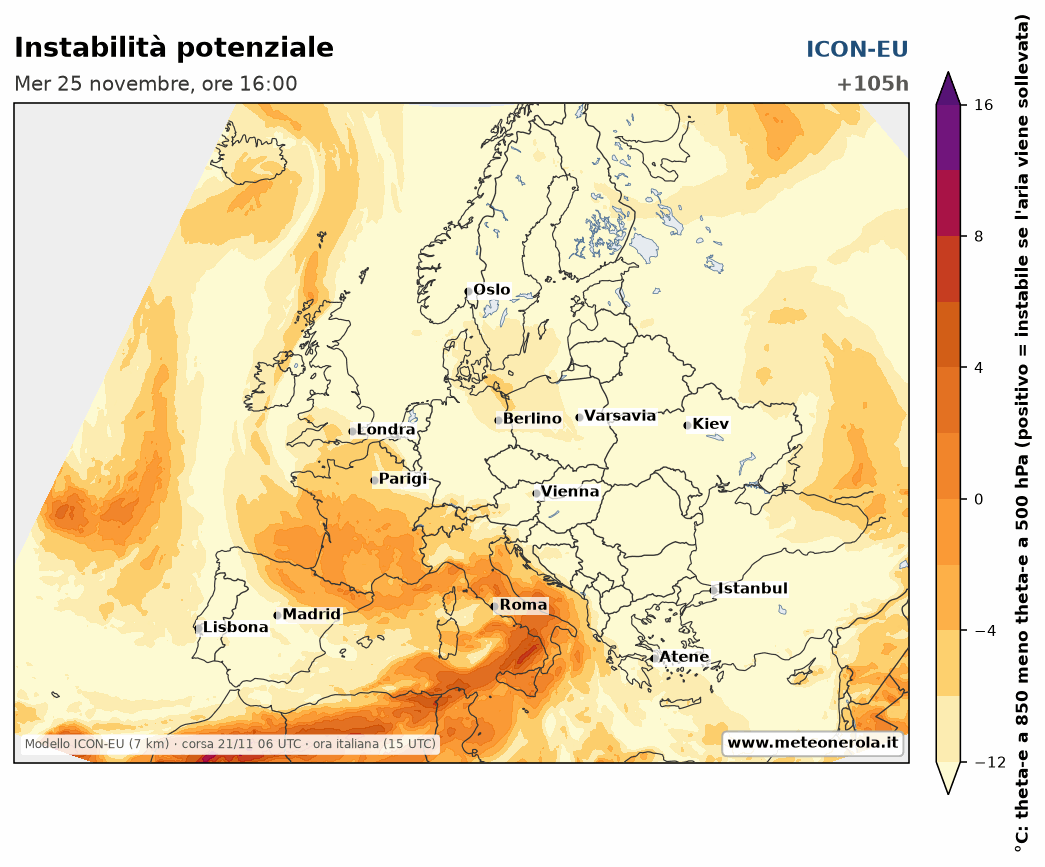 Instabilità potenziale
ICON-EU
Mer 25 novembre, ore 16:00
+105h
16
8
4
0
−4
−12
°C: theta-e a 850 meno theta-e a 500 hPa (positivo = instabile se l'aria viene sollevata)
Oslo
Berlino
Varsavia
Kiev
Londra
Parigi
Vienna
Istanbul
Roma
Madrid
Lisbona
Atene
Modello ICON-EU (7 km) · corsa 21/11 06 UTC · ora italiana (15 UTC)
www.meteonerola.it